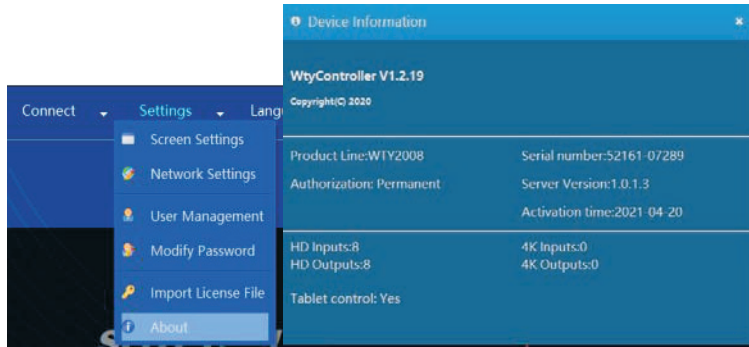 Connect
Settings
Screen Settings
Network Settings
User Management
Modify Password
Import License File
About
Device Information
WtyController V1.2.19
Copyright(C) 2020
Product Line:WTY2008
Serial number:52161-07289
Authorization: Permanent
Server Version:1.0.1.3
Activation time:2021-04-20
HD Inputs:8
4K Inputs:0
HD Outputs:8
4K Outputs:0
Tablet control: Yes